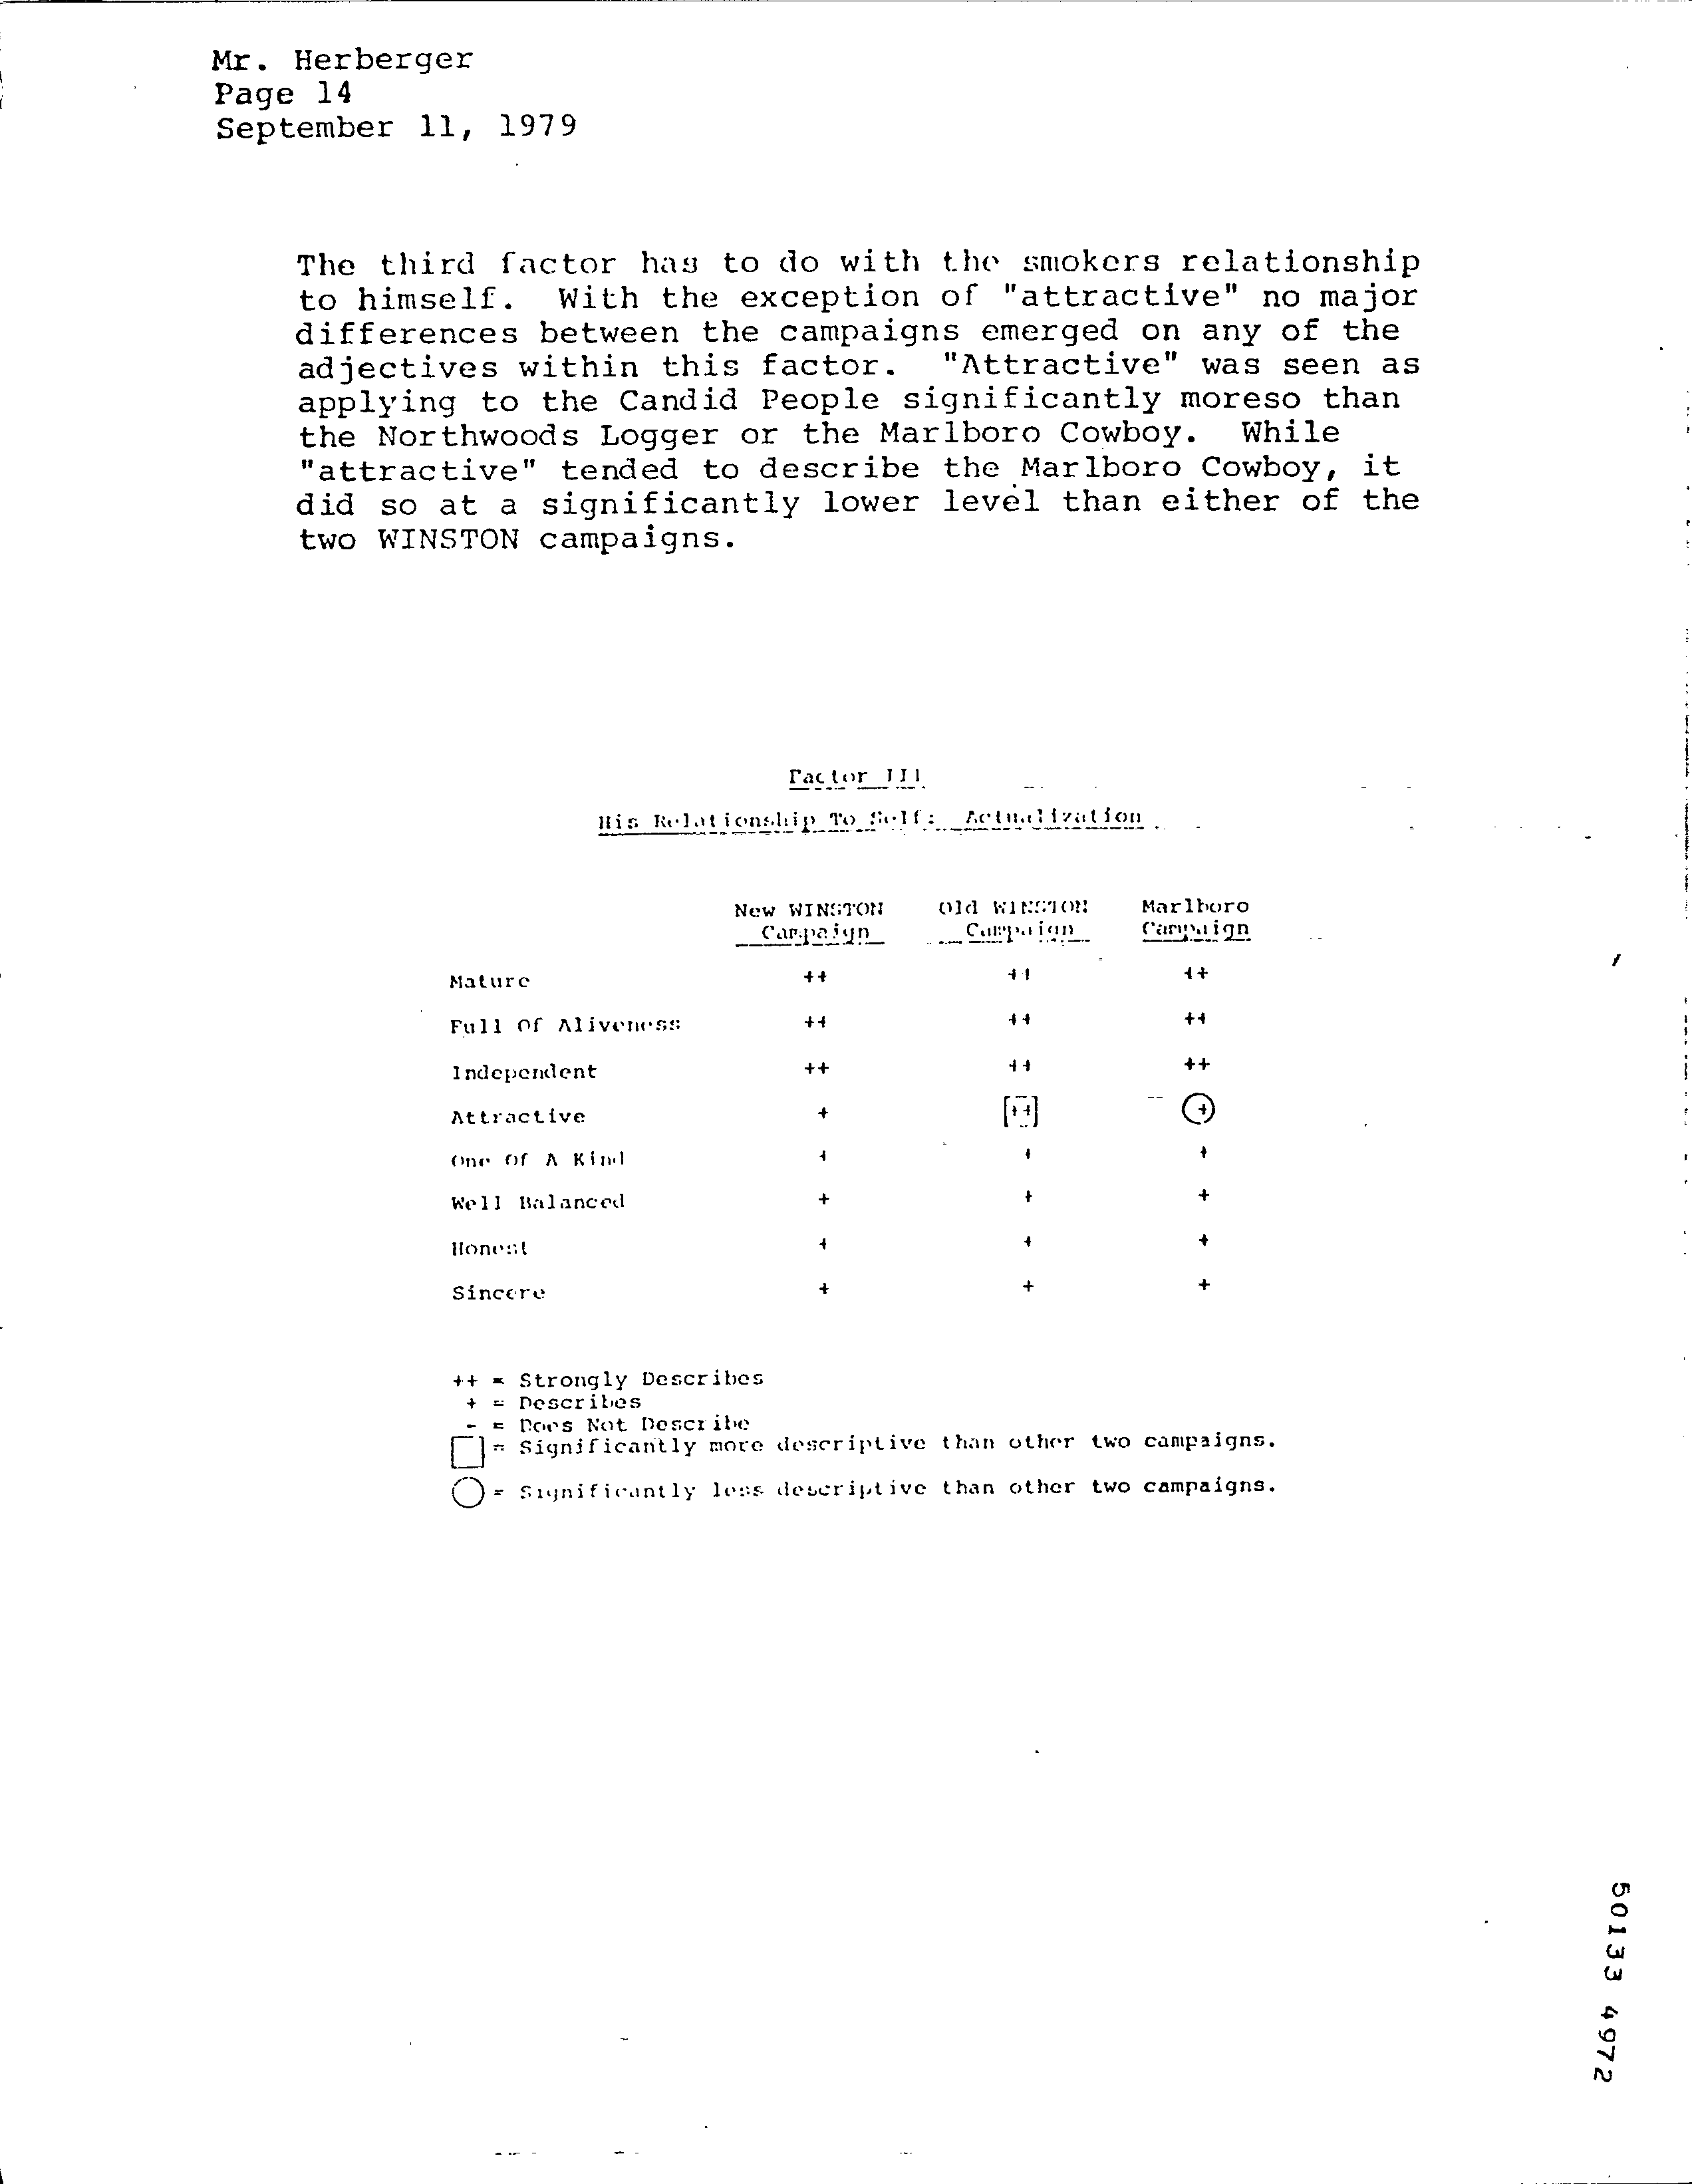 Mr. Herberger
Page 14
September 11, 1979
The third factor has to do with the smokers relationship
to himself. With the exception of "attractive" no major
differences between the campaigns emerged on any of the
adjectives within this factor. "Attractive" was seen as
applying to the Candid People significantly moreso than
the Northwoods Logger or the Marlboro Cowboy. While
"attractive" tended to describe the Marlboro Cowboy, it
did so at a significantly lower level than either of the
two WINSTON campaigns.
Factor III
His Relationship To Self: Actualization
New WINSTON Old WINSTON Marlboro
Campaign Campaign Campaign
Mature ++ ++ ++
Full Of Aliveness ++ ++ ++
Independent ++ ++ ++
Attractive + [++] +
One Of A Kind + + +
Well Balanced + + +
Honest + + +
Sincere + + +
++ = Strongly Describes
+ = Describes
- = Does Not Describe
= Significantly more descriptive than other two campaigns.
= Significantly less descriptive than other two campaigns.
50133 4972